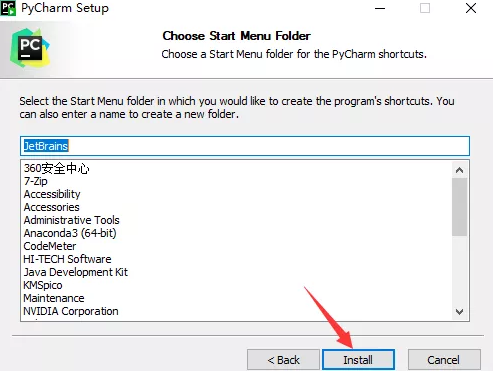 PyCharm Setup
PC
Choose Start Menu Folder
Choose a Start Menu folder for the PyCharm shortcuts.
Select the Start Menu folder in which you would like to create the program's shortcuts. You
can also enter a name to create a new folder.
JetBrains
360安全中心
7-Zip
Accessibility
Accessories
Administrative Tools
Anaconda3 (64-bit)
CodeMeter
HI-TECH Software
Java Development Kit
KMSpico
Maintenance
NVIDIA Corporation
< Back
Install
Cancel